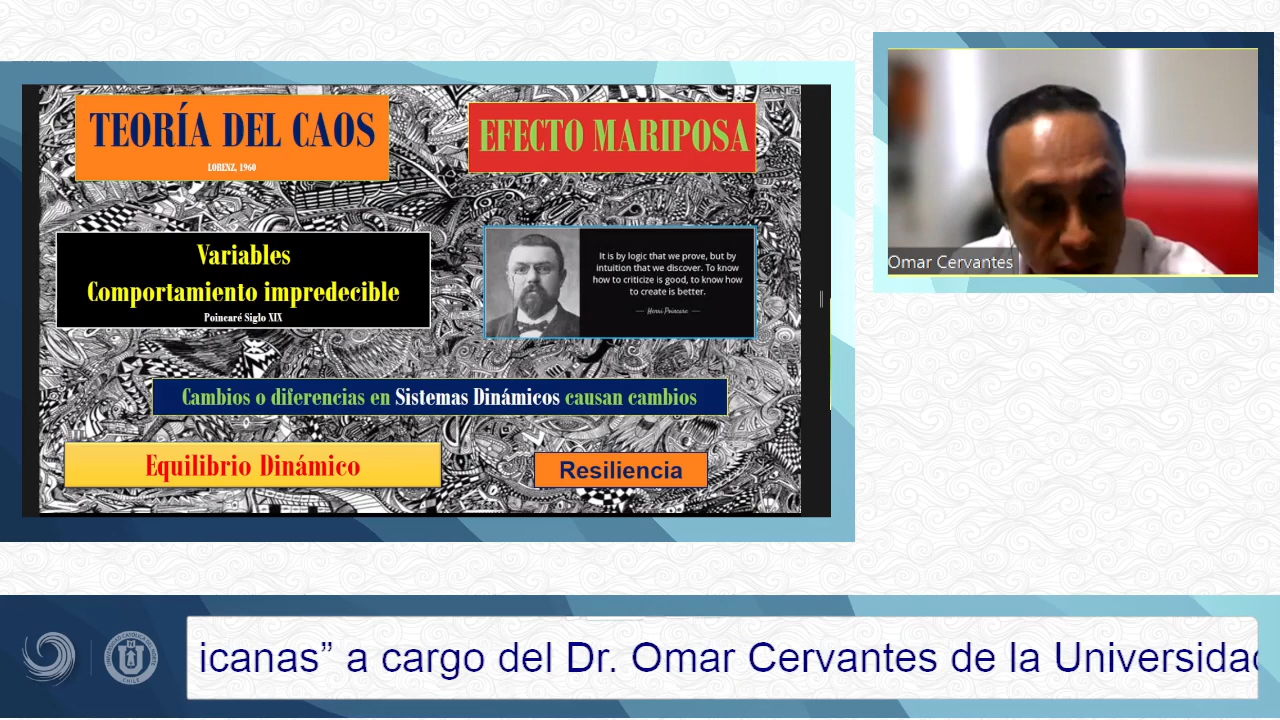 TEORÍA DEL CAOS
LORENZ, 1960
EFECTO MARIPOSA
Variables
Comportamiento impredecible
Poincaré Siglo XIX
It is by logic that we prove, but by
intuition that we discover. To know
how to criticize is good, to know how
to create is better.
— Henri Poincare —
Cambios o diferencias en Sistemas Dinámicos causan cambios
Equilibrio Dinámico
Resiliencia
Omar Cervantes
icanas” a cargo del Dr. Omar Cervantes de la Universidad